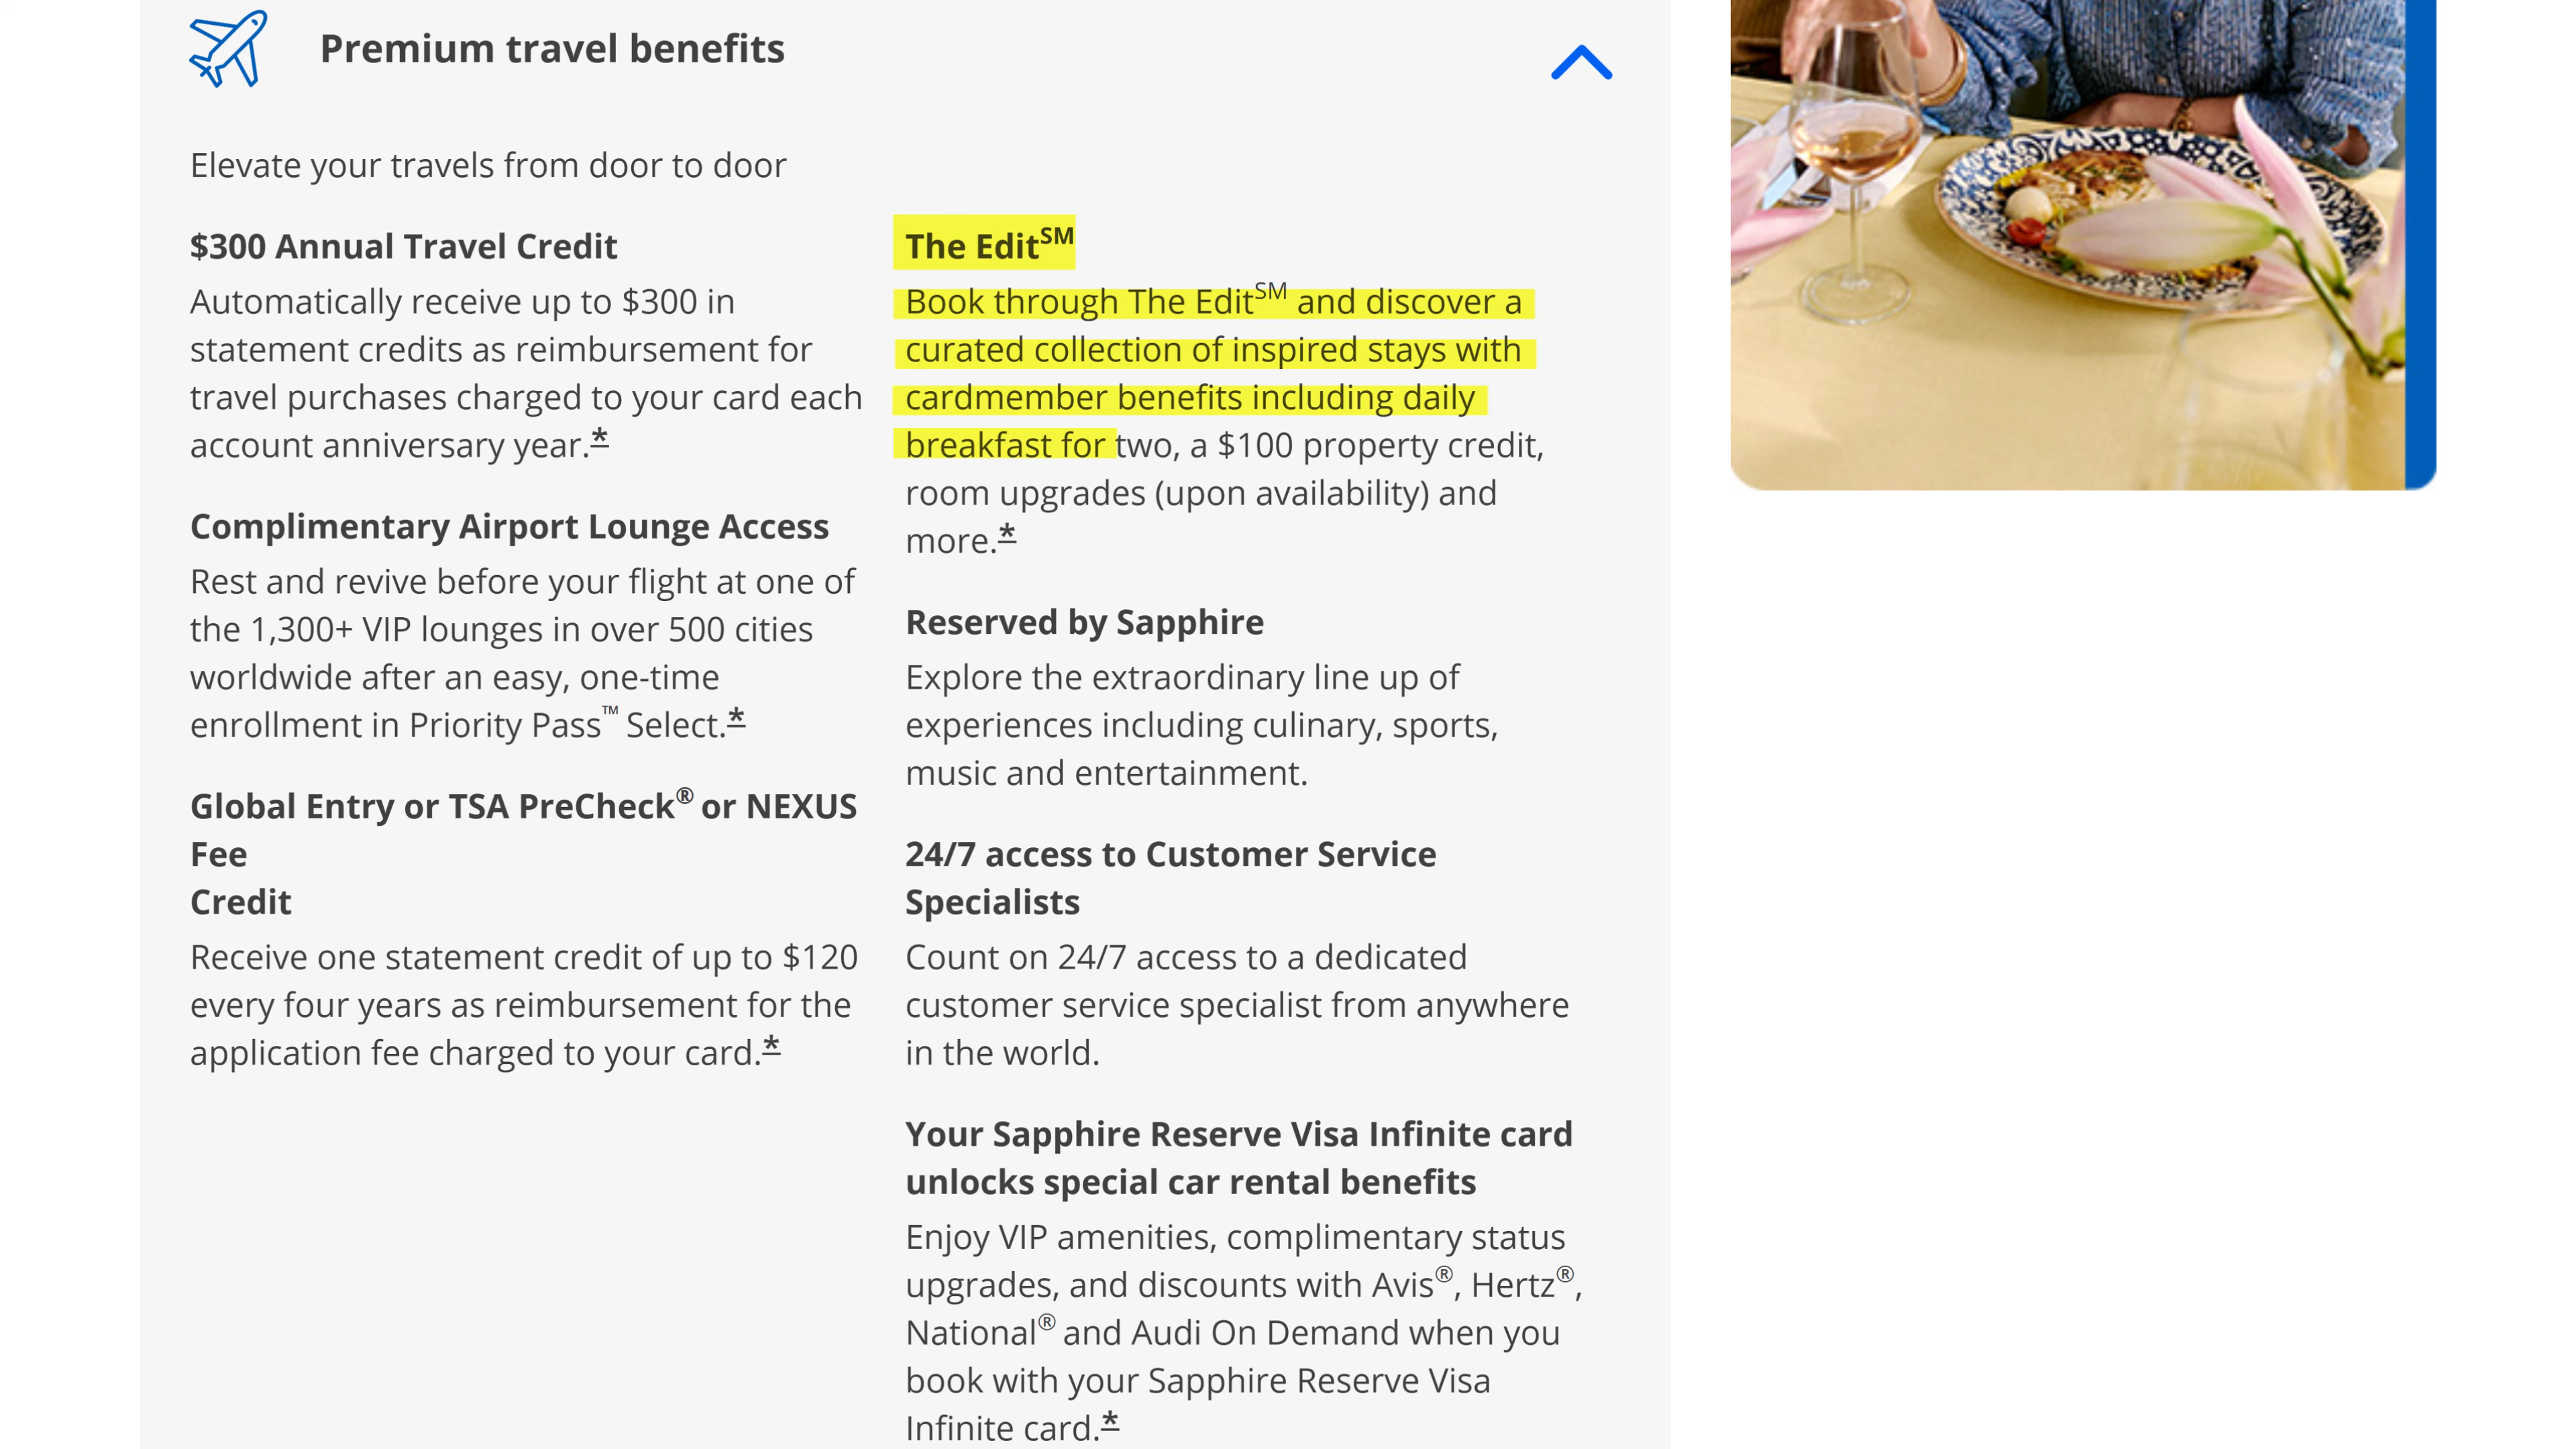 Premium travel benefits
Elevate your travels from door to door
$300 Annual Travel Credit
Automatically receive up to $300 in
statement credits as reimbursement for
travel purchases charged to your card each
account anniversary year.*
Complimentary Airport Lounge Access
Rest and revive before your flight at one of
the 1,300+ VIP lounges in over 500 cities
worldwide after an easy, one-time
enrollment in Priority Pass™ Select.*
Global Entry or TSA PreCheck® or NEXUS
Fee
Credit
Receive one statement credit of up to $120
every four years as reimbursement for the
application fee charged to your card.*
The Edit℠
Book through The Edit℠ and discover a
curated collection of inspired stays with
cardmember benefits including daily
breakfast for two, a $100 property credit,
room upgrades (upon availability) and
more.*
Reserved by Sapphire
Explore the extraordinary line up of
experiences including culinary, sports,
music and entertainment.
24/7 access to Customer Service
Specialists
Count on 24/7 access to a dedicated
customer service specialist from anywhere
in the world.
Your Sapphire Reserve Visa Infinite card
unlocks special car rental benefits
Enjoy VIP amenities, complimentary status
upgrades, and discounts with Avis®, Hertz®,
National® and Audi On Demand when you
book with your Sapphire Reserve Visa
Infinite card.*